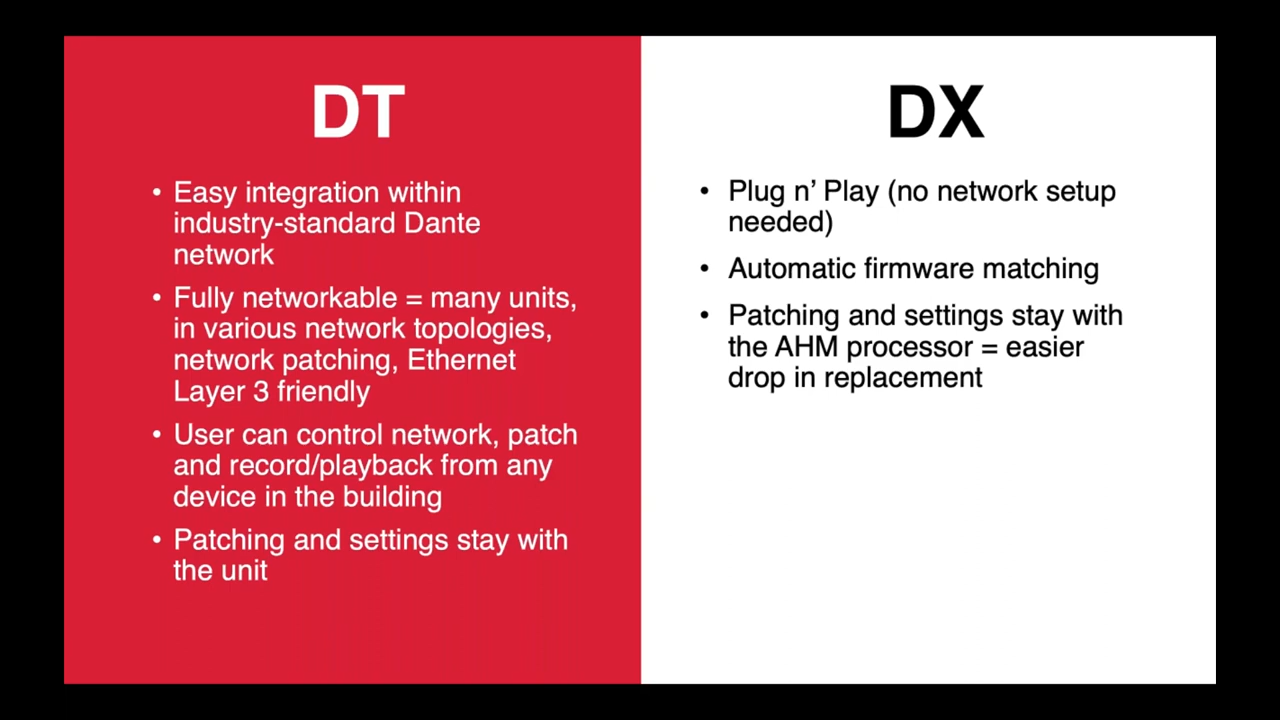 DT
• Easy integration within
industry-standard Dante
network
• Fully networkable = many units,
in various network topologies,
network patching, Ethernet
Layer 3 friendly
• User can control network, patch
and record/playback from any
device in the building
• Patching and settings stay with
the unit
DX
• Plug n’ Play (no network setup
needed)
• Automatic firmware matching
• Patching and settings stay with
the AHM processor = easier
drop in replacement